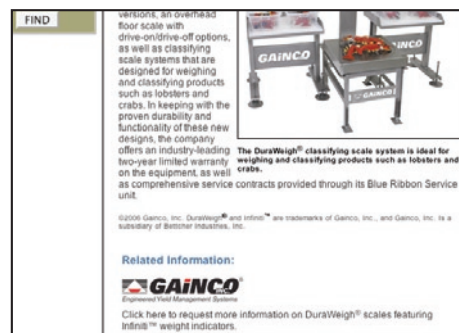 FIND
versions, an overhead
floor scale with
drive-on/drive-off options,
as well as classifying
scale systems that are
designed for weighing
and classifying products
such as lobsters and
crabs. In keeping with the
proven durability and
functionality of these new
designs, the company
offers an industry-leading
two-year limited warranty
on the equipment, as well
as comprehensive service contracts provided through its Blue Ribbon Service
unit.
GAINCO
GAINCO
The DuraWeigh® classifying scale system is ideal for
weighing and classifying products such as lobsters and
crabs.
©2006 Gainco, Inc. DuraWeigh® and Infiniti™ are trademarks of Gainco, Inc., and Gainco, Inc. is a
subsidiary of Bettcher Industries, Inc.
Related Information:
GAINCO
Engineered Yield Management Systems
Click here to request more information on DuraWeigh® scales featuring
Infiniti™ weight indicators.